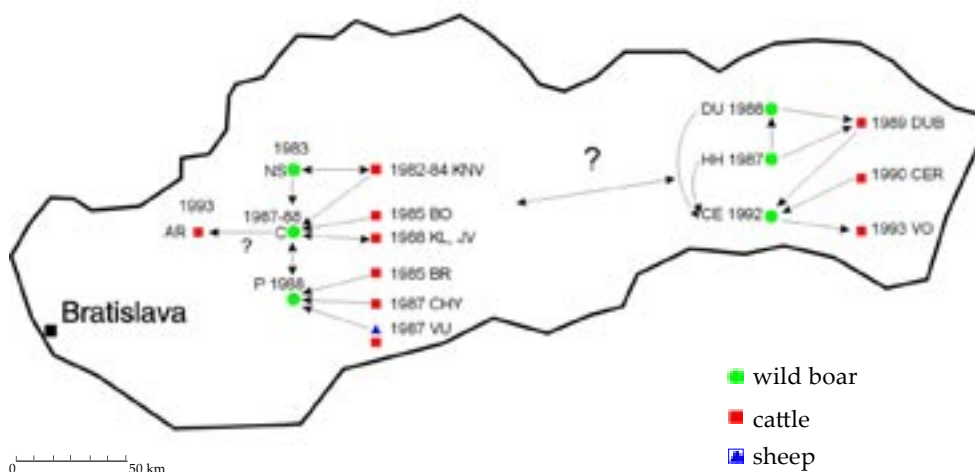 DU 1988
1989 DUB
?
HH 1987
1990 CER
1983
NS
1982-84 KNV
1993
1987-88
1985 BO
CE 1992
AR
C
1993 VO
?
1988 KL, JV
P 1988
1985 BR
1987 CHY
Bratislava
1987 VU
wild boar
cattle
sheep
0
50 km